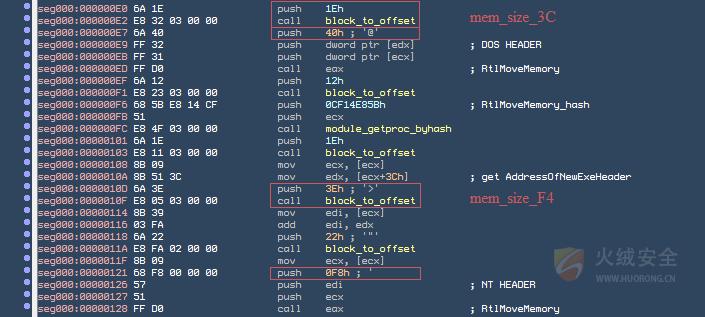 seg000:000000E0 6A 1E push 1Eh
seg000:000000E2 E8 32 03 00 00 call block_to_offset mem_size_3C
seg000:000000E7 6A 40 push 40h ; '@'
seg000:000000E9 FF 32 push dword ptr [edx] ; DOS HEADER
seg000:000000EB FF 31 push dword ptr [ecx]
seg000:000000ED FF D0 call eax ; RtlMoveMemory
seg000:000000EF 6A 12 push 12h
seg000:000000F1 E8 23 03 00 00 call block_to_offset
seg000:000000F6 68 5B E8 14 CF push 0CF14E85Bh ; RtlMoveMemory_hash
seg000:000000FB 51 push ecx
seg000:000000FC E8 4F 03 00 00 call module_getproc_byhash
seg000:00000101 6A 1E push 1Eh
seg000:00000103 E8 11 03 00 00 call block_to_offset
seg000:00000108 8B 09 mov ecx, [ecx]
seg000:0000010A 8B 51 3C mov edx, [ecx+3Ch] ; get AddressOfNewExeHeader
seg000:0000010D 6A 3E push 3Eh ; '>'
seg000:0000010F E8 05 03 00 00 call block_to_offset mem_size_F4
seg000:00000114 8B 39 mov edi, [ecx]
seg000:00000116 03 FA add edi, edx
seg000:00000118 6A 22 push 22h ; '"'
seg000:0000011A E8 FA 02 00 00 call block_to_offset
seg000:0000011F 8B 09 mov ecx, [ecx]
seg000:00000121 68 F8 00 00 00 push 0F8h ; '
seg000:00000126 57 push edi ; NT HEADER
seg000:00000127 51 push ecx
seg000:00000128 FF D0 call eax ; RtlMoveMemory
火绒安全
WWW.HUORONG.CN